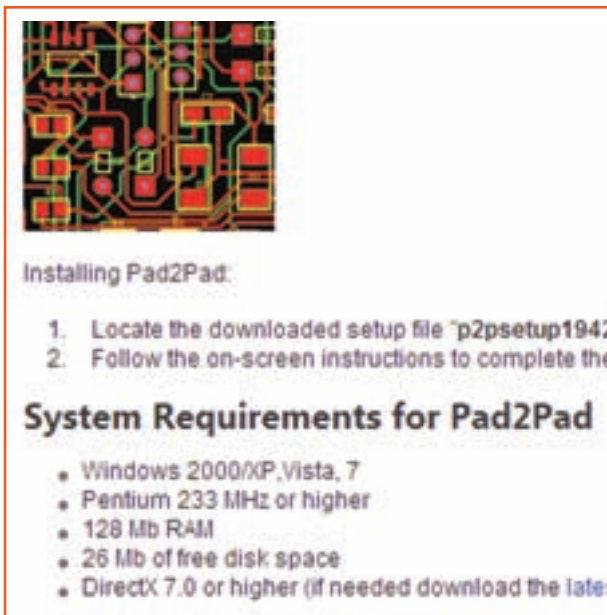 Installing Pad2Pad:
1. Locate the downloaded setup file "p2psetup1942
2. Follow the on-screen instructions to complete the
System Requirements for Pad2Pad
• Windows 2000/XP,Vista, 7
• Pentium 233 MHz or higher
• 128 Mb RAM
• 26 Mb of free disk space
• DirectX 7.0 or higher (if needed download the lates